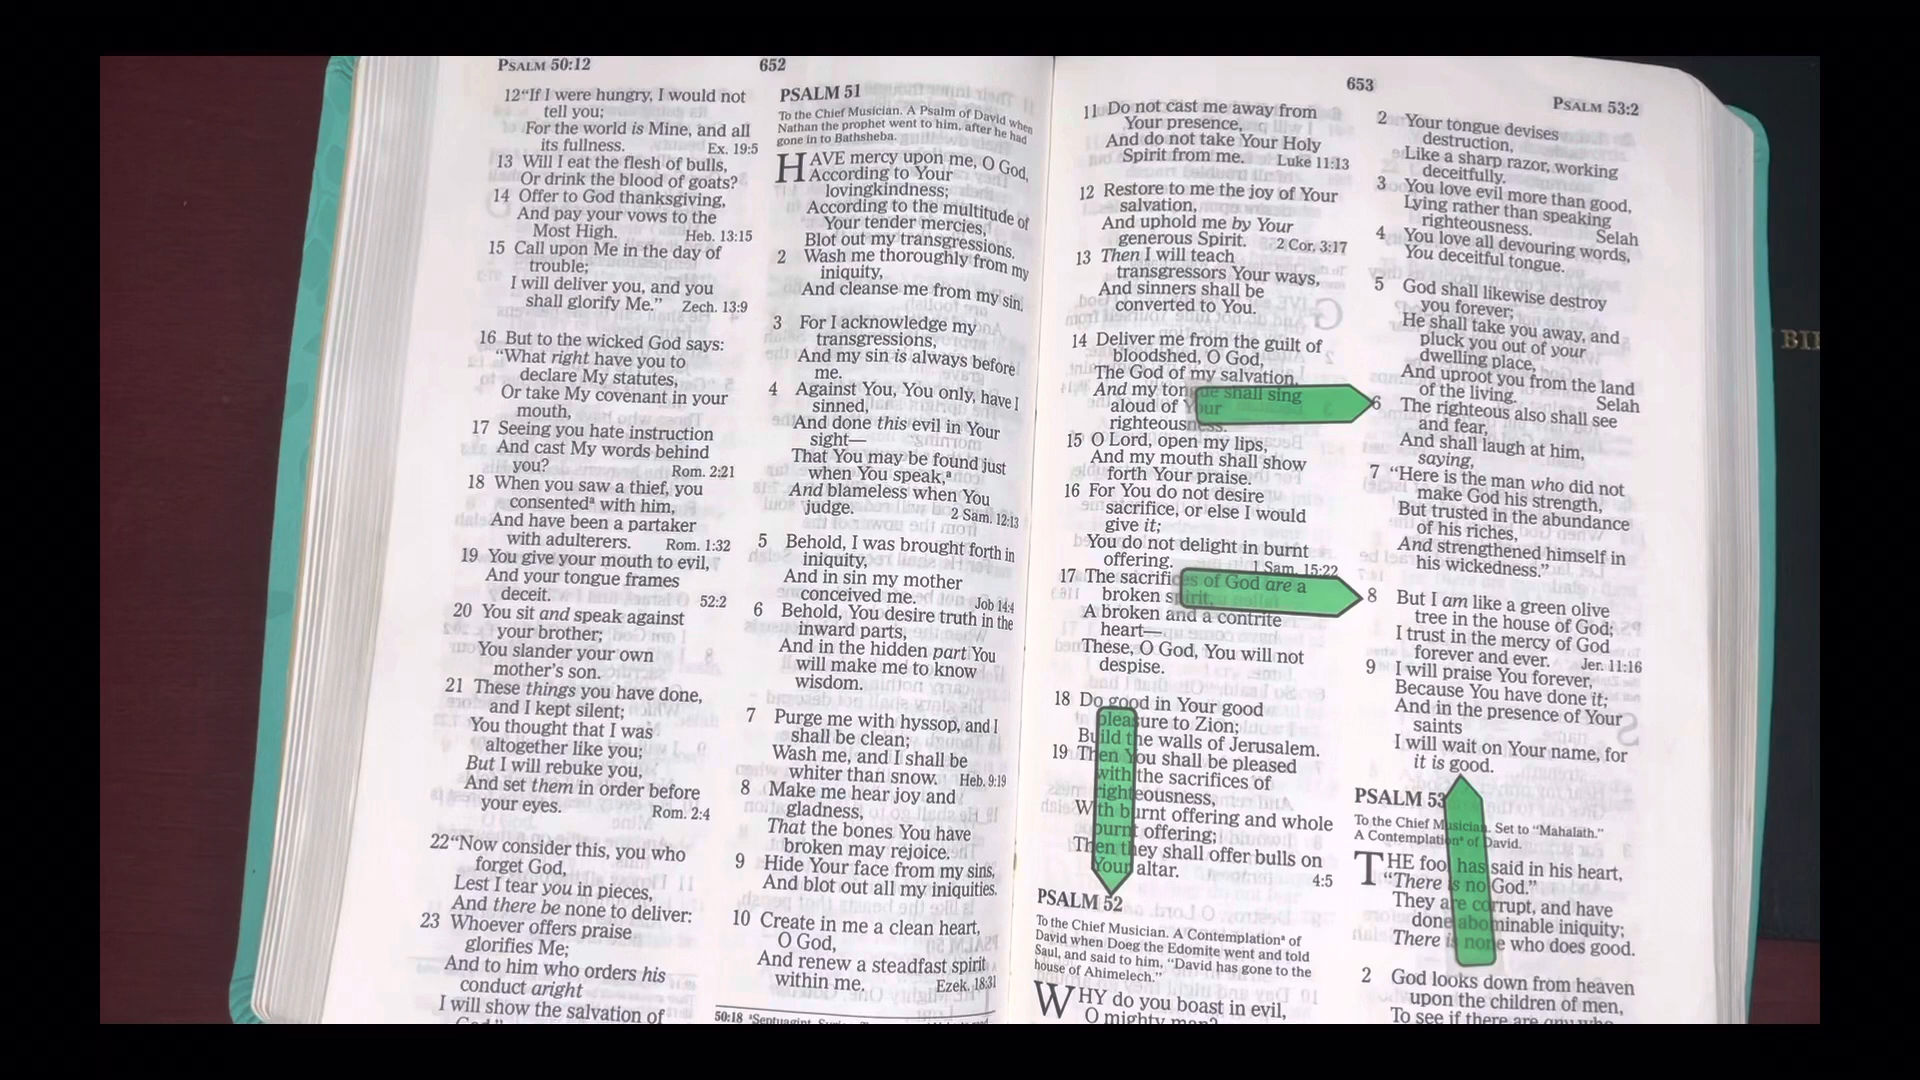 PSALM 50:12
652
12 "If I were hungry, I would not
tell you;
For the world is Mine, and all
its fullness. Ex. 19:5
13 Will I eat the flesh of bulls,
Or drink the blood of goats?
14 Offer to God thanksgiving,
And pay your vows to the
Most High. Heb. 13:15
15 Call upon Me in the day of
trouble;
I will deliver you, and you
shall glorify Me." Zech. 13:9
16 But to the wicked God says:
"What right have you to
declare My statutes,
Or take My covenant in your
mouth,
17 Seeing you hate instruction
And cast My words behind
you? Rom. 2:21
18 When you saw a thief, you
consentedª with him,
And have been a partaker
with adulterers. Rom. 1:32
19 You give your mouth to evil,
And your tongue frames
deceit. 52:2
20 You sit and speak against
your brother;
You slander your own
mother's son.
21 These things you have done,
and I kept silent;
You thought that I was
altogether like you;
But I will rebuke you,
And set them in order before
your eyes. Rom. 2:4
22 "Now consider this, you who
forget God,
Lest I tear you in pieces,
And there be none to deliver:
23 Whoever offers praise
glorifies Me;
And to him who orders his
conduct aright
I will show the salvation of
PSALM 51
To the Chief Musician. A Psalm of David when
Nathan the prophet went to him, after he had
gone in to Bathsheba.
HAVE mercy upon me, O God,
According to Your
lovingkindness;
According to the multitude of
Your tender mercies,
Blot out my transgressions.
2 Wash me thoroughly from my
iniquity,
And cleanse me from my sin.
3 For I acknowledge my
transgressions,
And my sin is always before
me.
4 Against You, You only, have I
sinned,
And done this evil in Your
sight—
That You may be found just
when You speak,ª
And blameless when You
judge. 2 Sam. 12:13
5 Behold, I was brought forth in
iniquity,
And in sin my mother
conceived me. Job 14:4
6 Behold, You desire truth in the
inward parts,
And in the hidden part You
will make me to know
wisdom.
7 Purge me with hyssop, and I
shall be clean;
Wash me, and I shall be
whiter than snow. Heb. 9:19
8 Make me hear joy and
gladness,
That the bones You have
broken may rejoice.
9 Hide Your face from my sins,
And blot out all my iniquities.
10 Create in me a clean heart,
O God,
And renew a steadfast spirit
within me. Ezek. 18:31
50:18
653
PSALM 53:2
11 Do not cast me away from
Your presence,
And do not take Your Holy
Spirit from me. Luke 11:13
12 Restore to me the joy of Your
salvation,
And uphold me by Your
generous Spirit. 2 Cor. 3:17
13 Then I will teach
transgressors Your ways,
And sinners shall be
converted to You.
14 Deliver me from the guilt of
bloodshed, O God,
The God of my salvation,
And my tongue shall sing
aloud of Your
righteousness.
15 O Lord, open my lips,
And my mouth shall show
forth Your praise.
16 For You do not desire
sacrifice, or else I would
give it;
You do not delight in burnt
offering. 1 Sam. 15:22
17 The sacrifices of God are a
broken spirit,
A broken and a contrite
heart—
These, O God, You will not
despise.
18 Do good in Your good
pleasure to Zion;
Build the walls of Jerusalem.
19 Then You shall be pleased
with the sacrifices of
righteousness,
With burnt offering and whole
burnt offering;
Then they shall offer bulls on
Your altar. 4:5
PSALM 52
To the Chief Musician. A Contemplationª of
David when Doeg the Edomite went and told
Saul, and said to him, "David has gone to the
house of Ahimelech."
WHY do you boast in evil,
O mighty man?
2 Your tongue devises
destruction,
Like a sharp razor, working
deceitfully.
3 You love evil more than good,
Lying rather than speaking
righteousness. Selah
4 You love all devouring words,
You deceitful tongue.
5 God shall likewise destroy
you forever;
He shall take you away, and
pluck you out of your
dwelling place,
And uproot you from the land
of the living. Selah
6 The righteous also shall see
and fear,
And shall laugh at him,
saying,
7 "Here is the man who did not
make God his strength,
But trusted in the abundance
of his riches,
And strengthened himself in
his wickedness."
8 But I am like a green olive
tree in the house of God;
I trust in the mercy of God
forever and ever. Jer. 11:16
9 I will praise You forever,
Because You have done it;
And in the presence of Your
saints
I will wait on Your name, for
it is good.
PSALM 53
To the Chief Musician. Set to "Mahalath."
A Contemplationª of David.
THE fool has said in his heart,
"There is no God."
They are corrupt, and have
done abominable iniquity;
There is none who does good.
2 God looks down from heaven
upon the children of men,
To see if there are any who